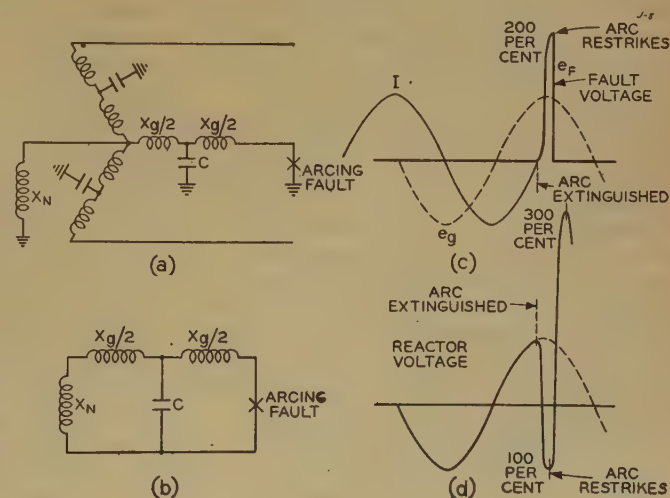 Xg/2 Xg/2
C
XN
ARCING
FAULT
(a)
Xg/2 Xg/2
XN
C
ARCING
FAULT
(b)
J-8
200
PER
CENT
ARC
RESTRIKES
eF
FAULT
VOLTAGE
I
eg
ARC
EXTINGUISHED
(c)
300
PER
CENT
ARC
EXTINGUISHED
REACTOR
VOLTAGE
100
PER
CENT
ARC
RESTRIKES
(d)